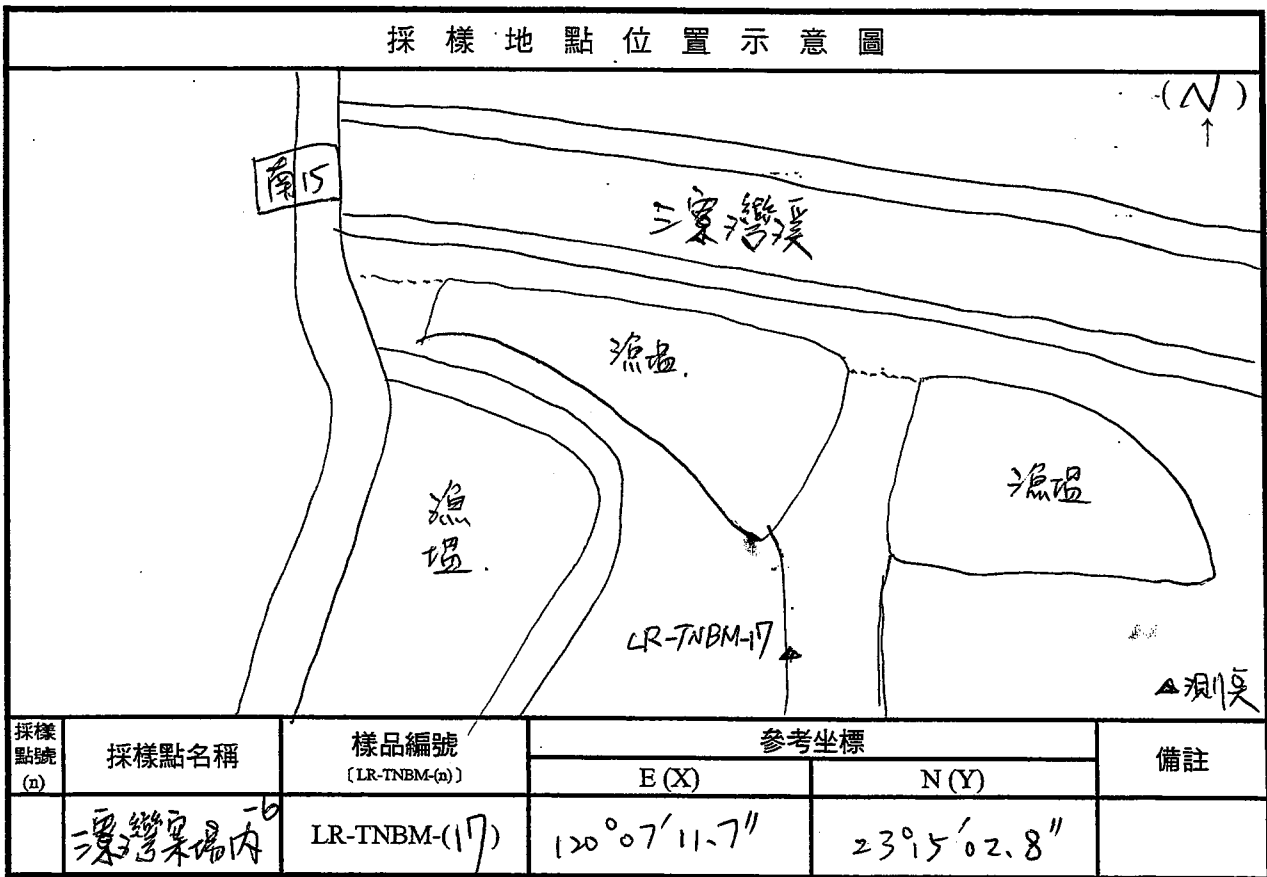 採樣地點位置示意圖
(N)
↑
南15
三寮灣溪
漁塭.
漁塭
漁
塭.
LR-TNBM-17
▲測點
採樣點號(n)
採樣點名稱
樣品編號
〔LR-TNBM-(n)〕
參考坐標
E (X)
N (Y)
備註
三寮灣案場內-6
LR-TNBM-(17)
120°07'11.7"
23°15'02.8"